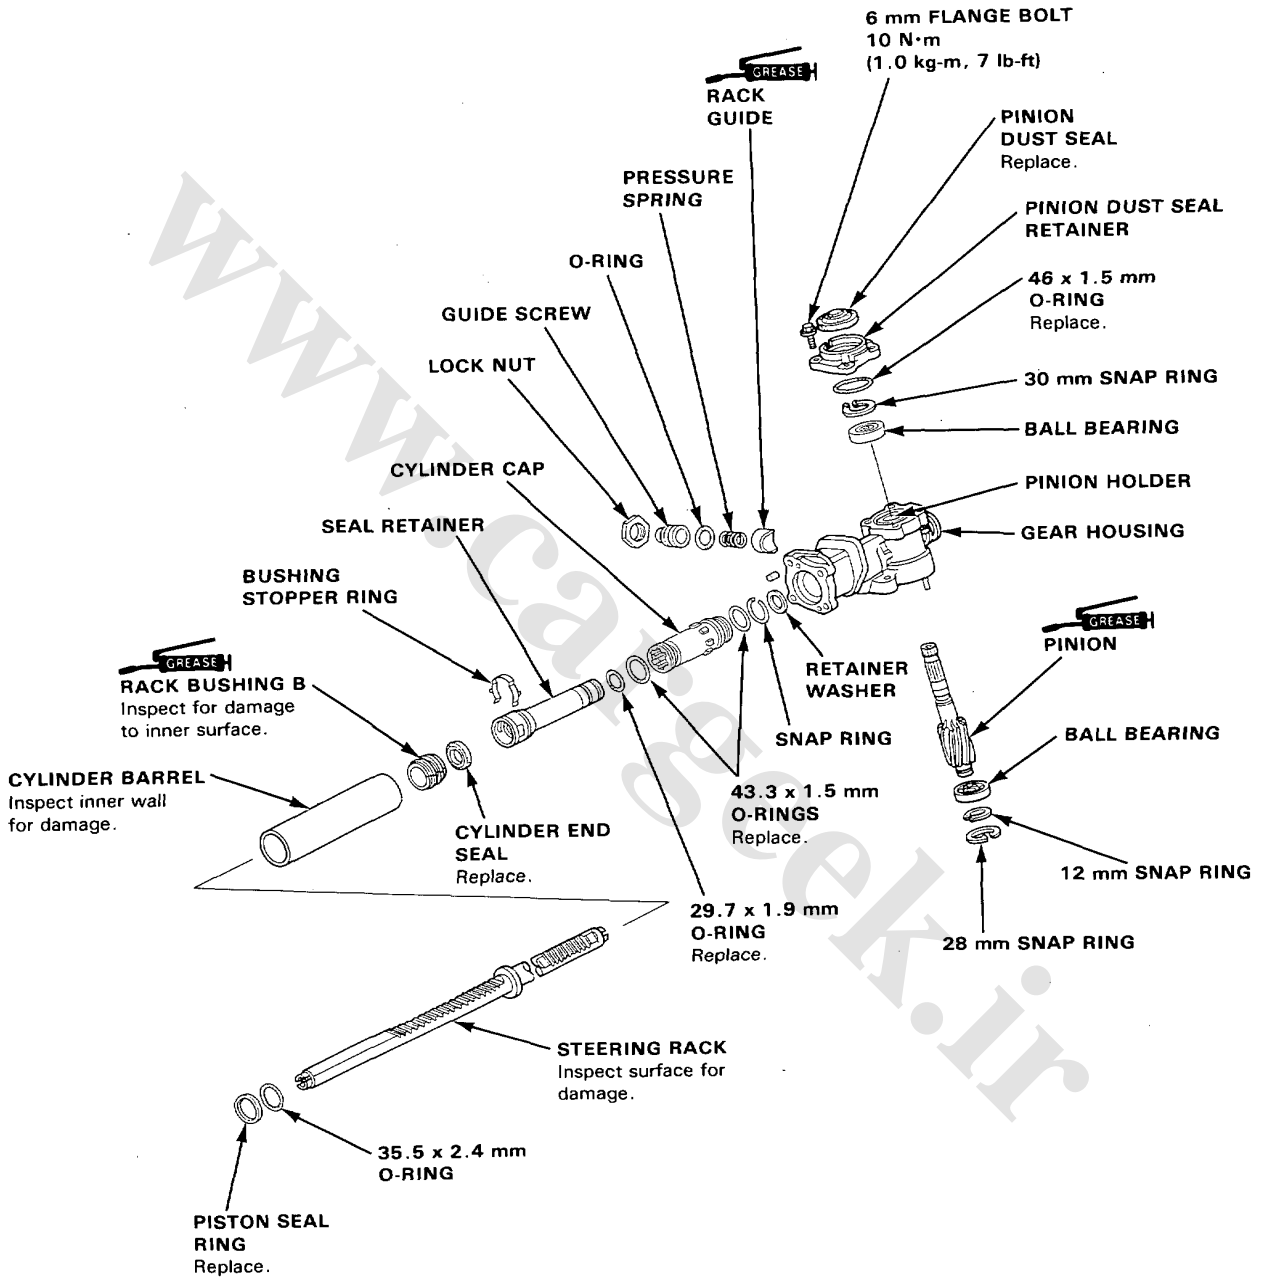 6 mm FLANGE BOLT
10 N·m
(1.0 kg-m, 7 lb-ft)
GREASE
RACK
GUIDE
PINION
DUST SEAL
Replace.
PRESSURE
SPRING
PINION DUST SEAL
RETAINER
O-RING
46 x 1.5 mm
O-RING
Replace.
GUIDE SCREW
LOCK NUT
30 mm SNAP RING
BALL BEARING
CYLINDER CAP
PINION HOLDER
SEAL RETAINER
GEAR HOUSING
BUSHING
STOPPER RING
GREASE
PINION
GREASE
RACK BUSHING B
Inspect for damage
to inner surface.
RETAINER
WASHER
SNAP RING
BALL BEARING
CYLINDER BARREL
Inspect inner wall
for damage.
43.3 x 1.5 mm
O-RINGS
Replace.
CYLINDER END
SEAL
Replace.
12 mm SNAP RING
29.7 x 1.9 mm
O-RING
Replace.
28 mm SNAP RING
STEERING RACK
Inspect surface for
damage.
35.5 x 2.4 mm
O-RING
PISTON SEAL
RING
Replace.
www.cargeek.ir